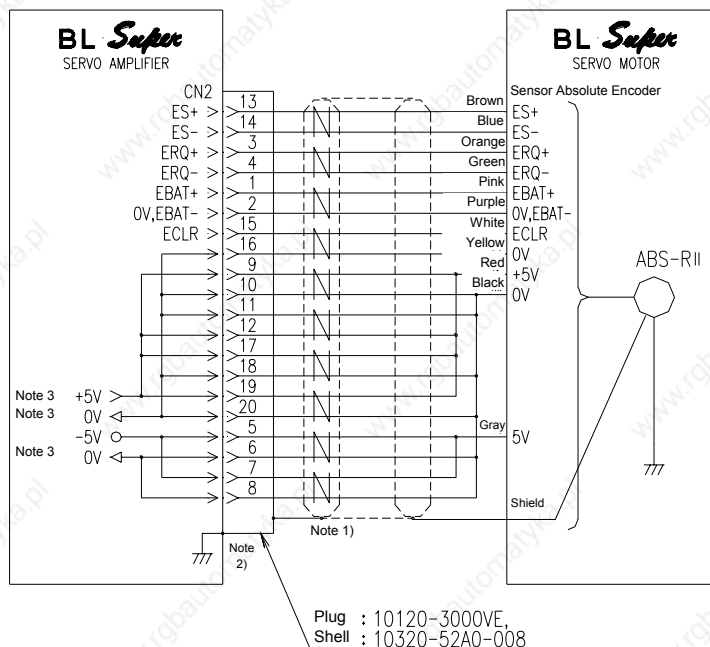 BL Super
SERVO AMPLIFIER
BL Super
SERVO MOTOR
Sensor Absolute Encoder
CN2
ES+ 13 Brown ES+
ES- 14 Blue ES-
ERQ+ 3 Orange ERQ+
ERQ- 4 Green ERQ-
EBAT+ 1 Pink EBAT+
0V,EBAT- 2 Purple 0V,EBAT-
ECLR 15 White ECLR
16 Yellow 0V
9 Red +5V
10 Black 0V
ABS-RII
11
12
17
18
Note 3 +5V 19
Note 3 0V 20
-5V 5 Gray 5V
Note 3 0V 6
7
8
Shield
Note 1)
Note 2)
Plug : 10120-3000VE,
Shell : 10320-52A0-008
www.rgbautomatyka.pl